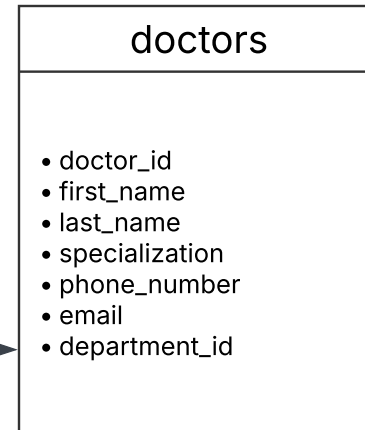 doctors
• doctor_id
• first_name
• last_name
• specialization
• phone_number
• email
• department_id